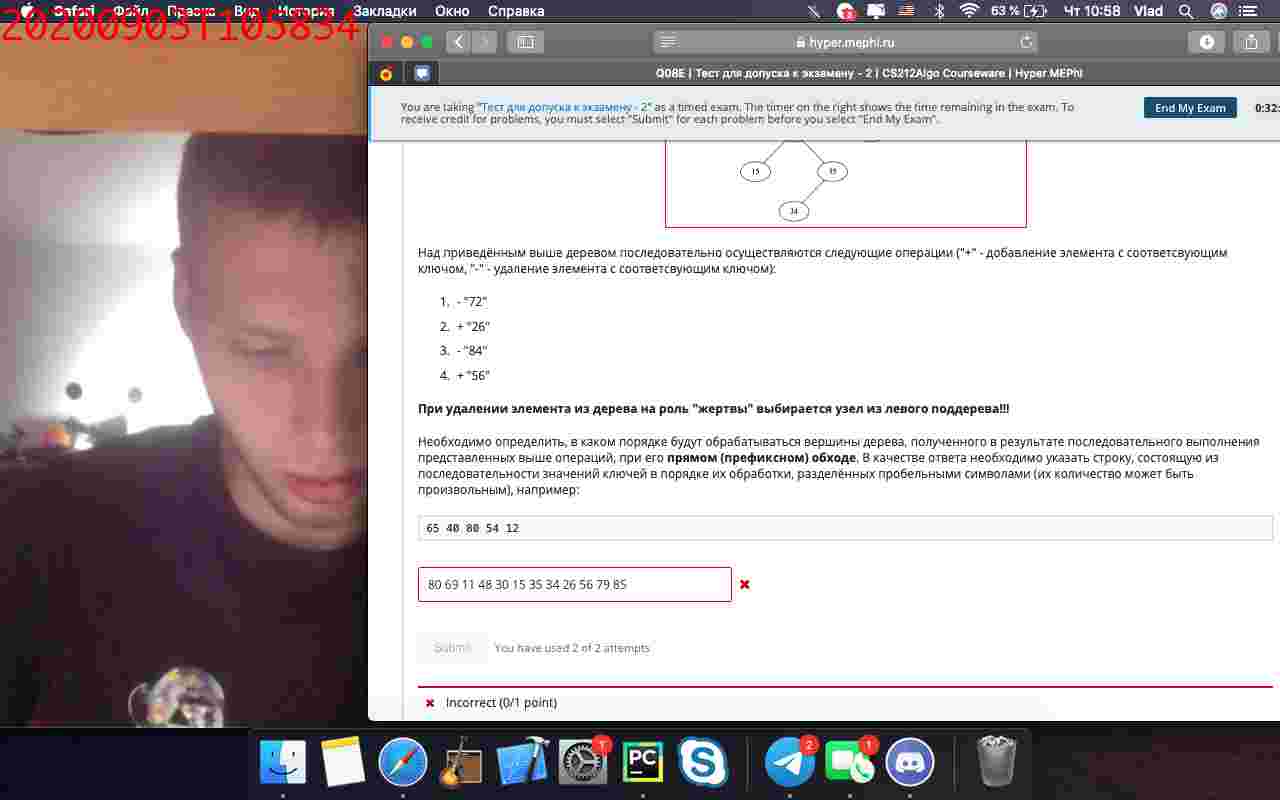 Safari Файл Правка Вид История Закладки Окно Справка 63 % Чт 10:58 Vlad
20200903T105834
hyper.mephi.ru
Q08E | Тест для допуска к экзамену - 2 | CS212Algo Courseware | Hyper.MEPhI
You are taking "Тест для допуска к экзамену - 2" as a timed exam. The timer on the right shows the time remaining in the exam. To
receive credit for problems, you must select "Submit" for each problem before you select "End My Exam".
End My Exam
0:32:
15 35
34
Над приведённым выше деревом последовательно осуществляются следующие операции ("+" - добавление элемента с соответсвующим
ключом, "-" - удаление элемента с соответсвующим ключом):
1. - "72"
2. + "26"
3. - "84"
4. + "56"
При удалении элемента из дерева на роль "жертвы" выбирается узел из левого поддерева!!!
Необходимо определить, в каком порядке будут обрабатываться вершины дерева, полученного в результате последовательного выполнения
представленных выше операций, при его прямом (префиксном) обходе. В качестве ответа необходимо указать строку, состоящую из
последовательности значений ключей в порядке их обработки, разделённых пробельными символами (их количество может быть
произвольным), например:
65 40 80 54 12
80 69 11 48 30 15 35 34 26 56 79 85
Submit You have used 2 of 2 attempts
Incorrect (0/1 point)
PC
1
2
1